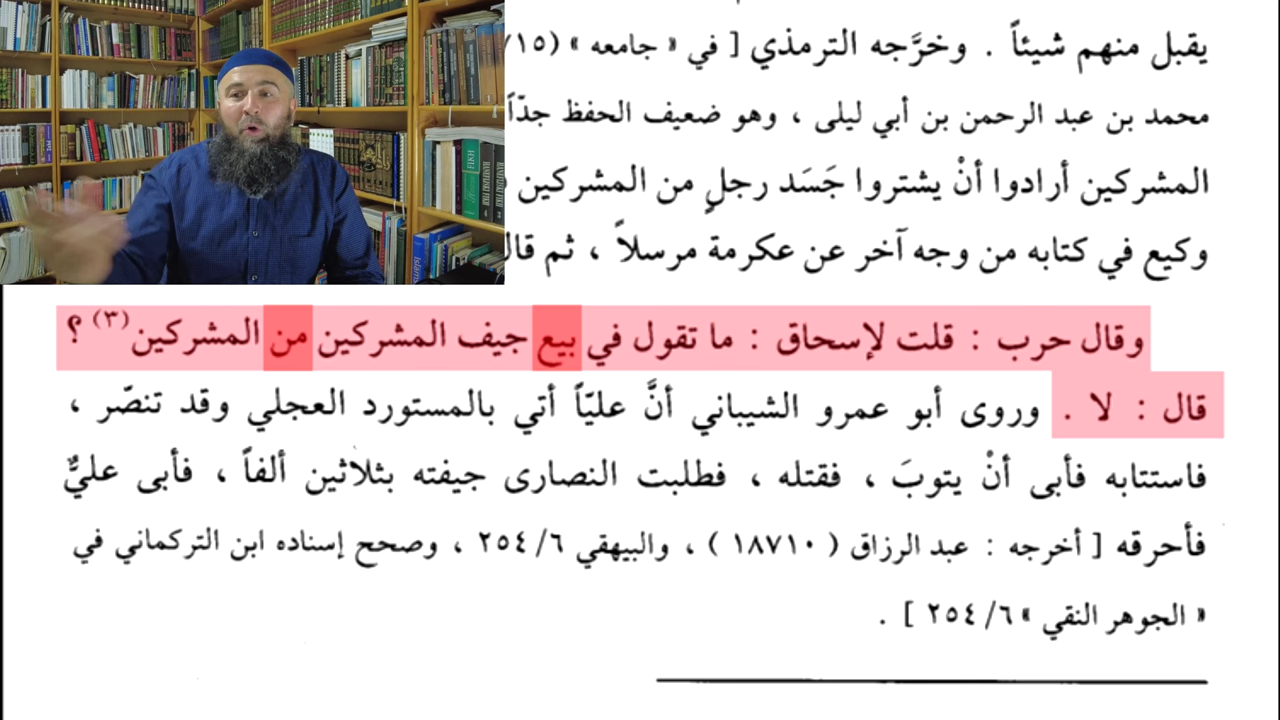 يقبل منهم شيئاً . وخرَّجه الترمذي [ في « جامعه » (١٥/
محمد بن عبد الرحمن بن أبي ليلى ، وهو ضعيف الحفظ جدّاً
المشركين أرادوا أنْ يشتروا جَسَد رجلٍ من المشركين
وكيع في كتابه من وجه آخر عن عكرمة مرسلاً ، ثم قال
وقال حرب : قلت لإسحاق : ما تقول في بيع جيف المشركين من المشركين(٣) ؟
قال : لا . وروى أبو عمرو الشيباني أنَّ عليّاً أتي بالمستورد العجلي وقد تنصّر ،
فاستتابه فأبى أنْ يتوبَ ، فقتله ، فطلبت النصارى جيفته بثلاثين ألفاً ، فأبى عليٌّ
فأحرقه [ أخرجه : عبد الرزاق ( ١٨٧١٠ ) ، والبيهقي ٦/ ٢٥٤ ، وصحح إسناده ابن التركماني في
« الجوهر النقي » ٦/ ٢٥٤ ] .